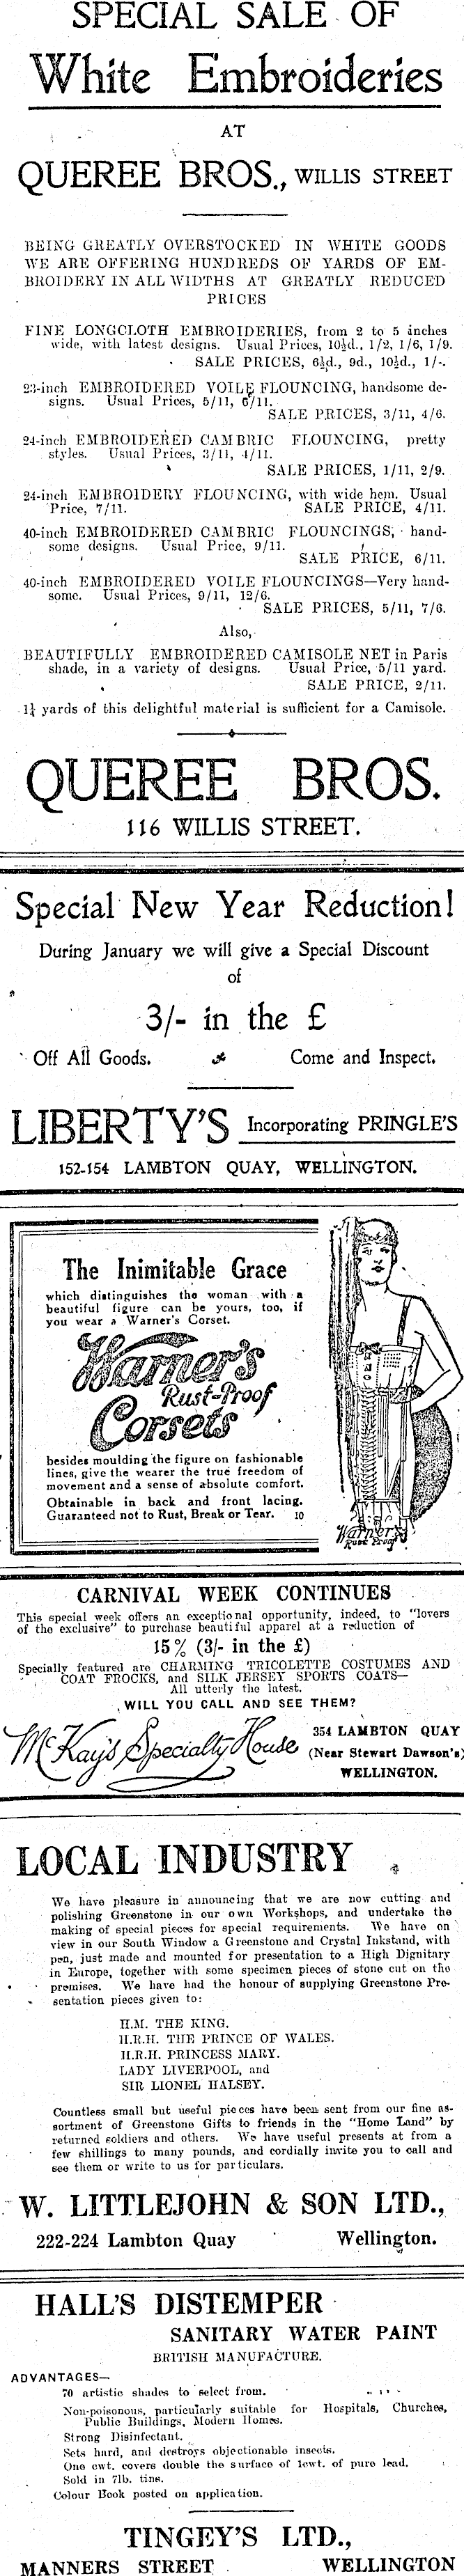 SPECIAL SALE OF
White Embroideries
AT
QUEREE BROS., WILLIS STREET
BEING GREATLY OVERSTOCKED IN WHITE GOODS
WE ARE OFFERING HUNDREDS OF YARDS OF EM-
BROIDERY IN ALL WIDTHS AT GREATLY REDUCED
PRICES
FINE LONGCLOTH EMBROIDERIES, from 2 to 5 inches
wide, with latest designs. Usual Prices, 10½d., 1/2, 1/6, 1/9.
SALE PRICES, 6½d., 9d., 10½d., 1/-.
23-inch EMBROIDERED VOILE FLOUNCING, handsome de-
signs. Usual Prices, 5/11, 6/11.
SALE PRICES, 3/11, 4/6.
24-inch EMBROIDERED CAMBRIC FLOUNCING, pretty
styles. Usual Prices, 3/11, 4/11.
SALE PRICES, 1/11, 2/9.
24-inch EMBROIDERY FLOUNCING, with wide hem. Usual
Price, 7/11. SALE PRICE, 4/11.
40-inch EMBROIDERED CAMBRIC FLOUNCINGS, hand-
some designs. Usual Price, 9/11.
SALE PRICE, 6/11.
40-inch EMBROIDERED VOILE FLOUNCINGS—Very hand-
some. Usual Prices, 9/11, 12/6.
SALE PRICES, 5/11, 7/6.
Also,
BEAUTIFULLY EMBROIDERED CAMISOLE NET in Paris
shade, in a variety of designs. Usual Price, 5/11 yard.
SALE PRICE, 2/11.
1¼ yards of this delightful material is sufficient for a Camisole.
QUEREE BROS.
116 WILLIS STREET.
Special New Year Reduction!
During January we will give a Special Discount
of
3/- in the £
Off All Goods. Come and Inspect.
LIBERTY'S Incorporating PRINGLE'S
152-154 LAMBTON QUAY, WELLINGTON.
The Inimitable Grace
which distinguishes the woman with a
beautiful figure can be yours, too, if
you wear a Warner's Corset.
Warner's
Rust-Proof
Corsets
besides moulding the figure on fashionable
lines, give the wearer the true freedom of
movement and a sense of absolute comfort.
Obtainable in back and front lacing.
Guaranteed not to Rust, Break or Tear. 10
Warner's
Rust Proof
CARNIVAL WEEK CONTINUES
This special week offers an exceptional opportunity, indeed, to "lovers
of the exclusive" to purchase beautiful apparel at a reduction of
15% (3/- in the £)
Specially featured are CHARMING TRICOLETTE COSTUMES AND
COAT FROCKS, and SILK JERSEY SPORTS COATS—
All utterly the latest.
WILL YOU CALL AND SEE THEM?
McKay's Specialty House
354 LAMBTON QUAY
(Near Stewart Dawson's)
WELLINGTON.
LOCAL INDUSTRY
We have pleasure in announcing that we are now cutting and
polishing Greenstone in our own Workshops, and undertake the
making of special pieces for special requirements. We have on
view in our South Window a Greenstone and Crystal Inkstand, with
pen, just made and mounted for presentation to a High Dignitary
in Europe, together with some specimen pieces of stone cut on the
premises. We have had the honour of supplying Greenstone Pre-
sentation pieces given to:
H.M. THE KING.
H.R.H. THE PRINCE OF WALES.
H.R.H. PRINCESS MARY.
LADY LIVERPOOL, and
SIR LIONEL HALSEY.
Countless small but useful pieces have been sent from our fine as-
sortment of Greenstone Gifts to friends in the "Home Land" by
returned soldiers and others. We have useful presents at from a
few shillings to many pounds, and cordially invite you to call and
see them or write to us for particulars.
W. LITTLEJOHN & SON LTD.,
222-224 Lambton Quay Wellington.
HALL'S DISTEMPER
SANITARY WATER PAINT
BRITISH MANUFACTURE.
ADVANTAGES—
70 artistic shades to select from.
Non-poisonous, particularly suitable for Hospitals, Churches,
Public Buildings, Modern Homes.
Strong Disinfectant.
Sets hard, and destroys objectionable insects.
One cwt. covers double the surface of 1cwt. of pure lead.
Sold in 7lb. tins.
Colour Book posted on application.
TINGEY'S LTD.,
MANNERS STREET WELLINGTON